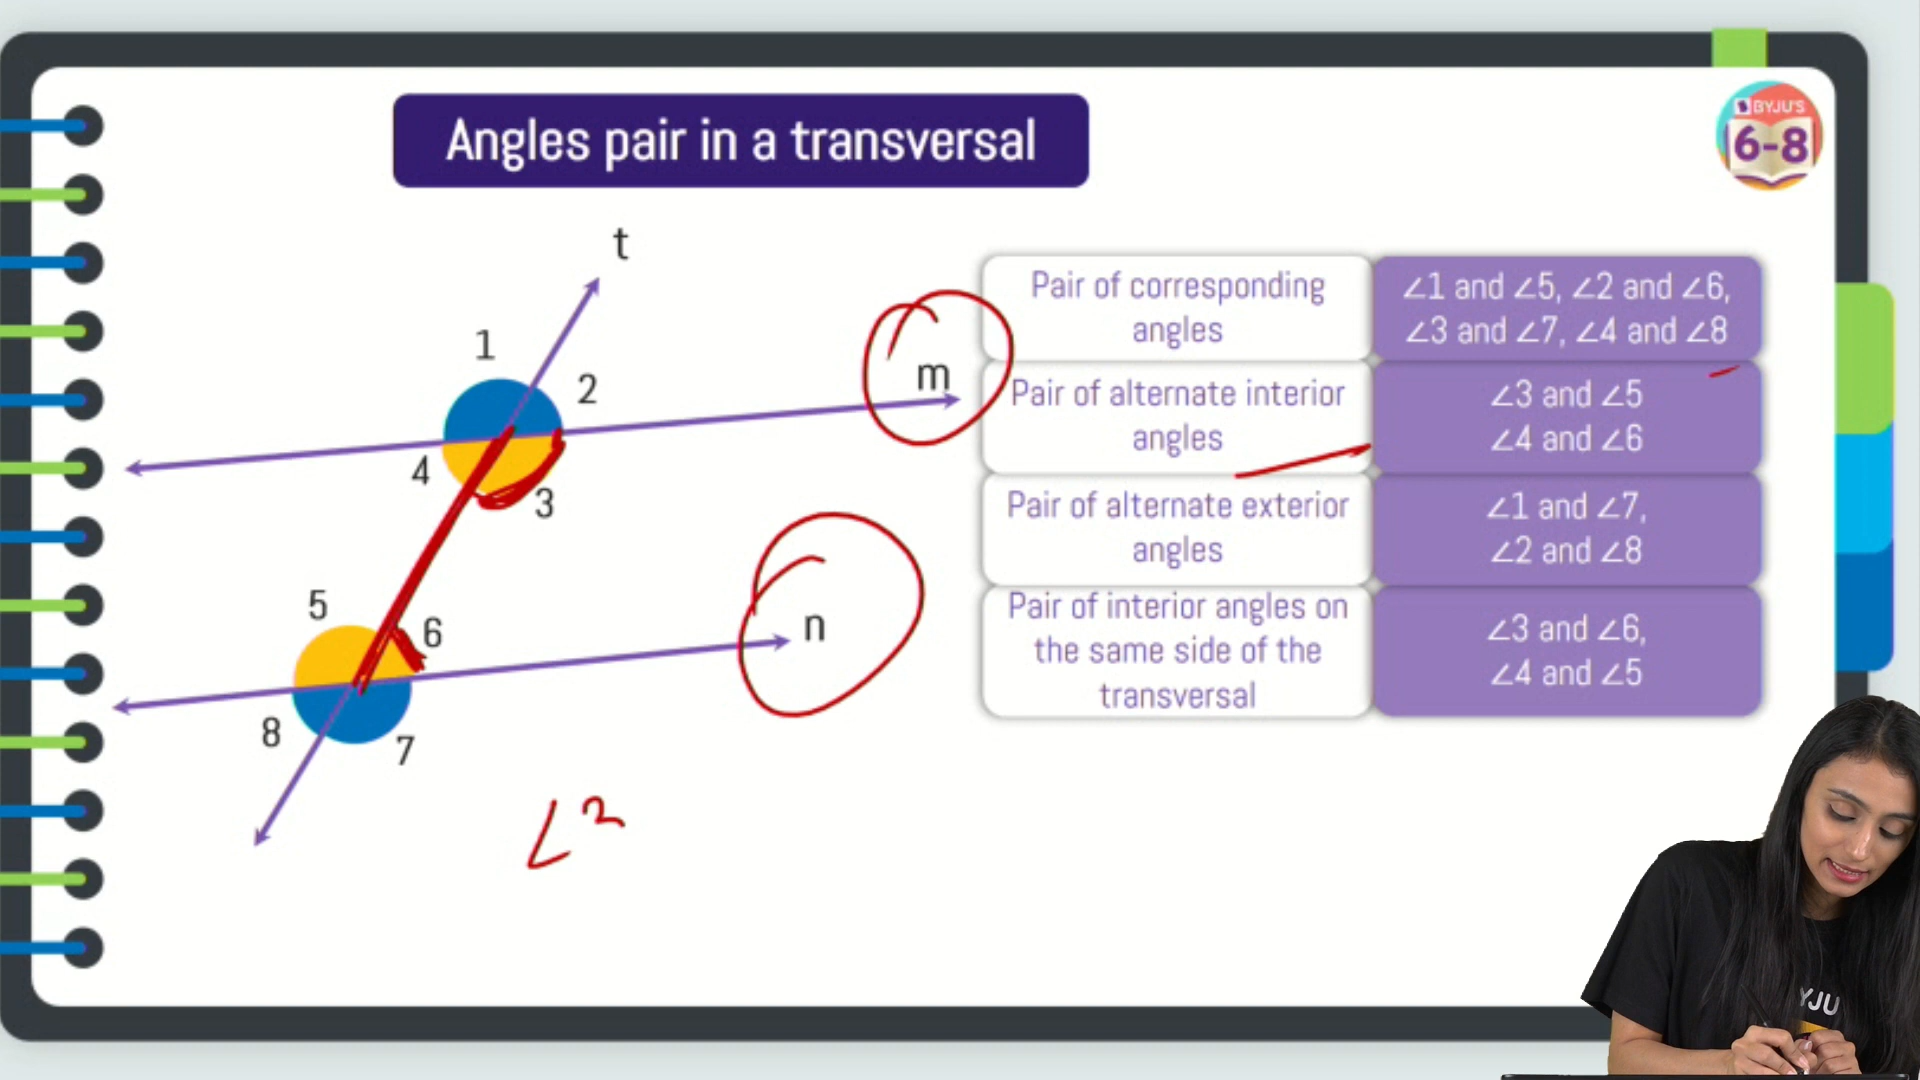 Angles pair in a transversal
BYJU'S
6-8
t
1
2
m
4
3
5
6
n
8
7
Pair of corresponding
angles
∠1 and ∠5, ∠2 and ∠6,
∠3 and ∠7, ∠4 and ∠8
Pair of alternate interior
angles
∠3 and ∠5
∠4 and ∠6
Pair of alternate exterior
angles
∠1 and ∠7,
∠2 and ∠8
Pair of interior angles on
the same side of the
transversal
∠3 and ∠6,
∠4 and ∠5
YJU